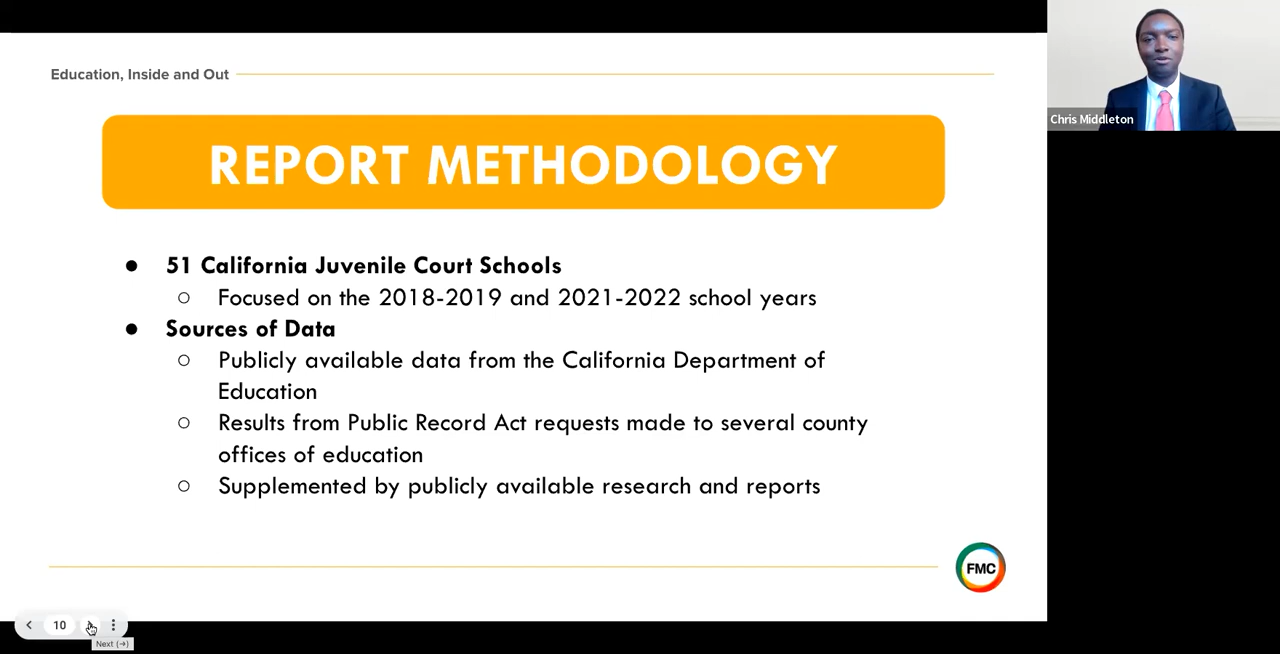 Education, Inside and Out
Chris Middleton
REPORT METHODOLOGY
● 51 California Juvenile Court Schools
○ Focused on the 2018-2019 and 2021-2022 school years
● Sources of Data
○ Publicly available data from the California Department of
Education
○ Results from Public Record Act requests made to several county
offices of education
○ Supplemented by publicly available research and reports
FMC
10
Next (→)